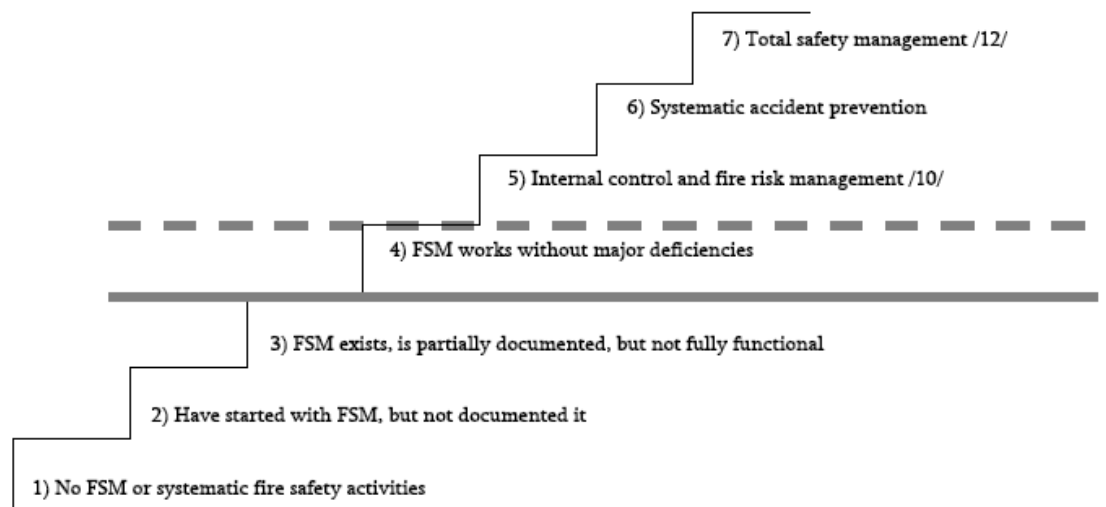 7) Total safety management /12/
6) Systematic accident prevention
5) Internal control and fire risk management /10/
4) FSM works without major deficiencies
3) FSM exists, is partially documented, but not fully functional
2) Have started with FSM, but not documented it
1) No FSM or systematic fire safety activities